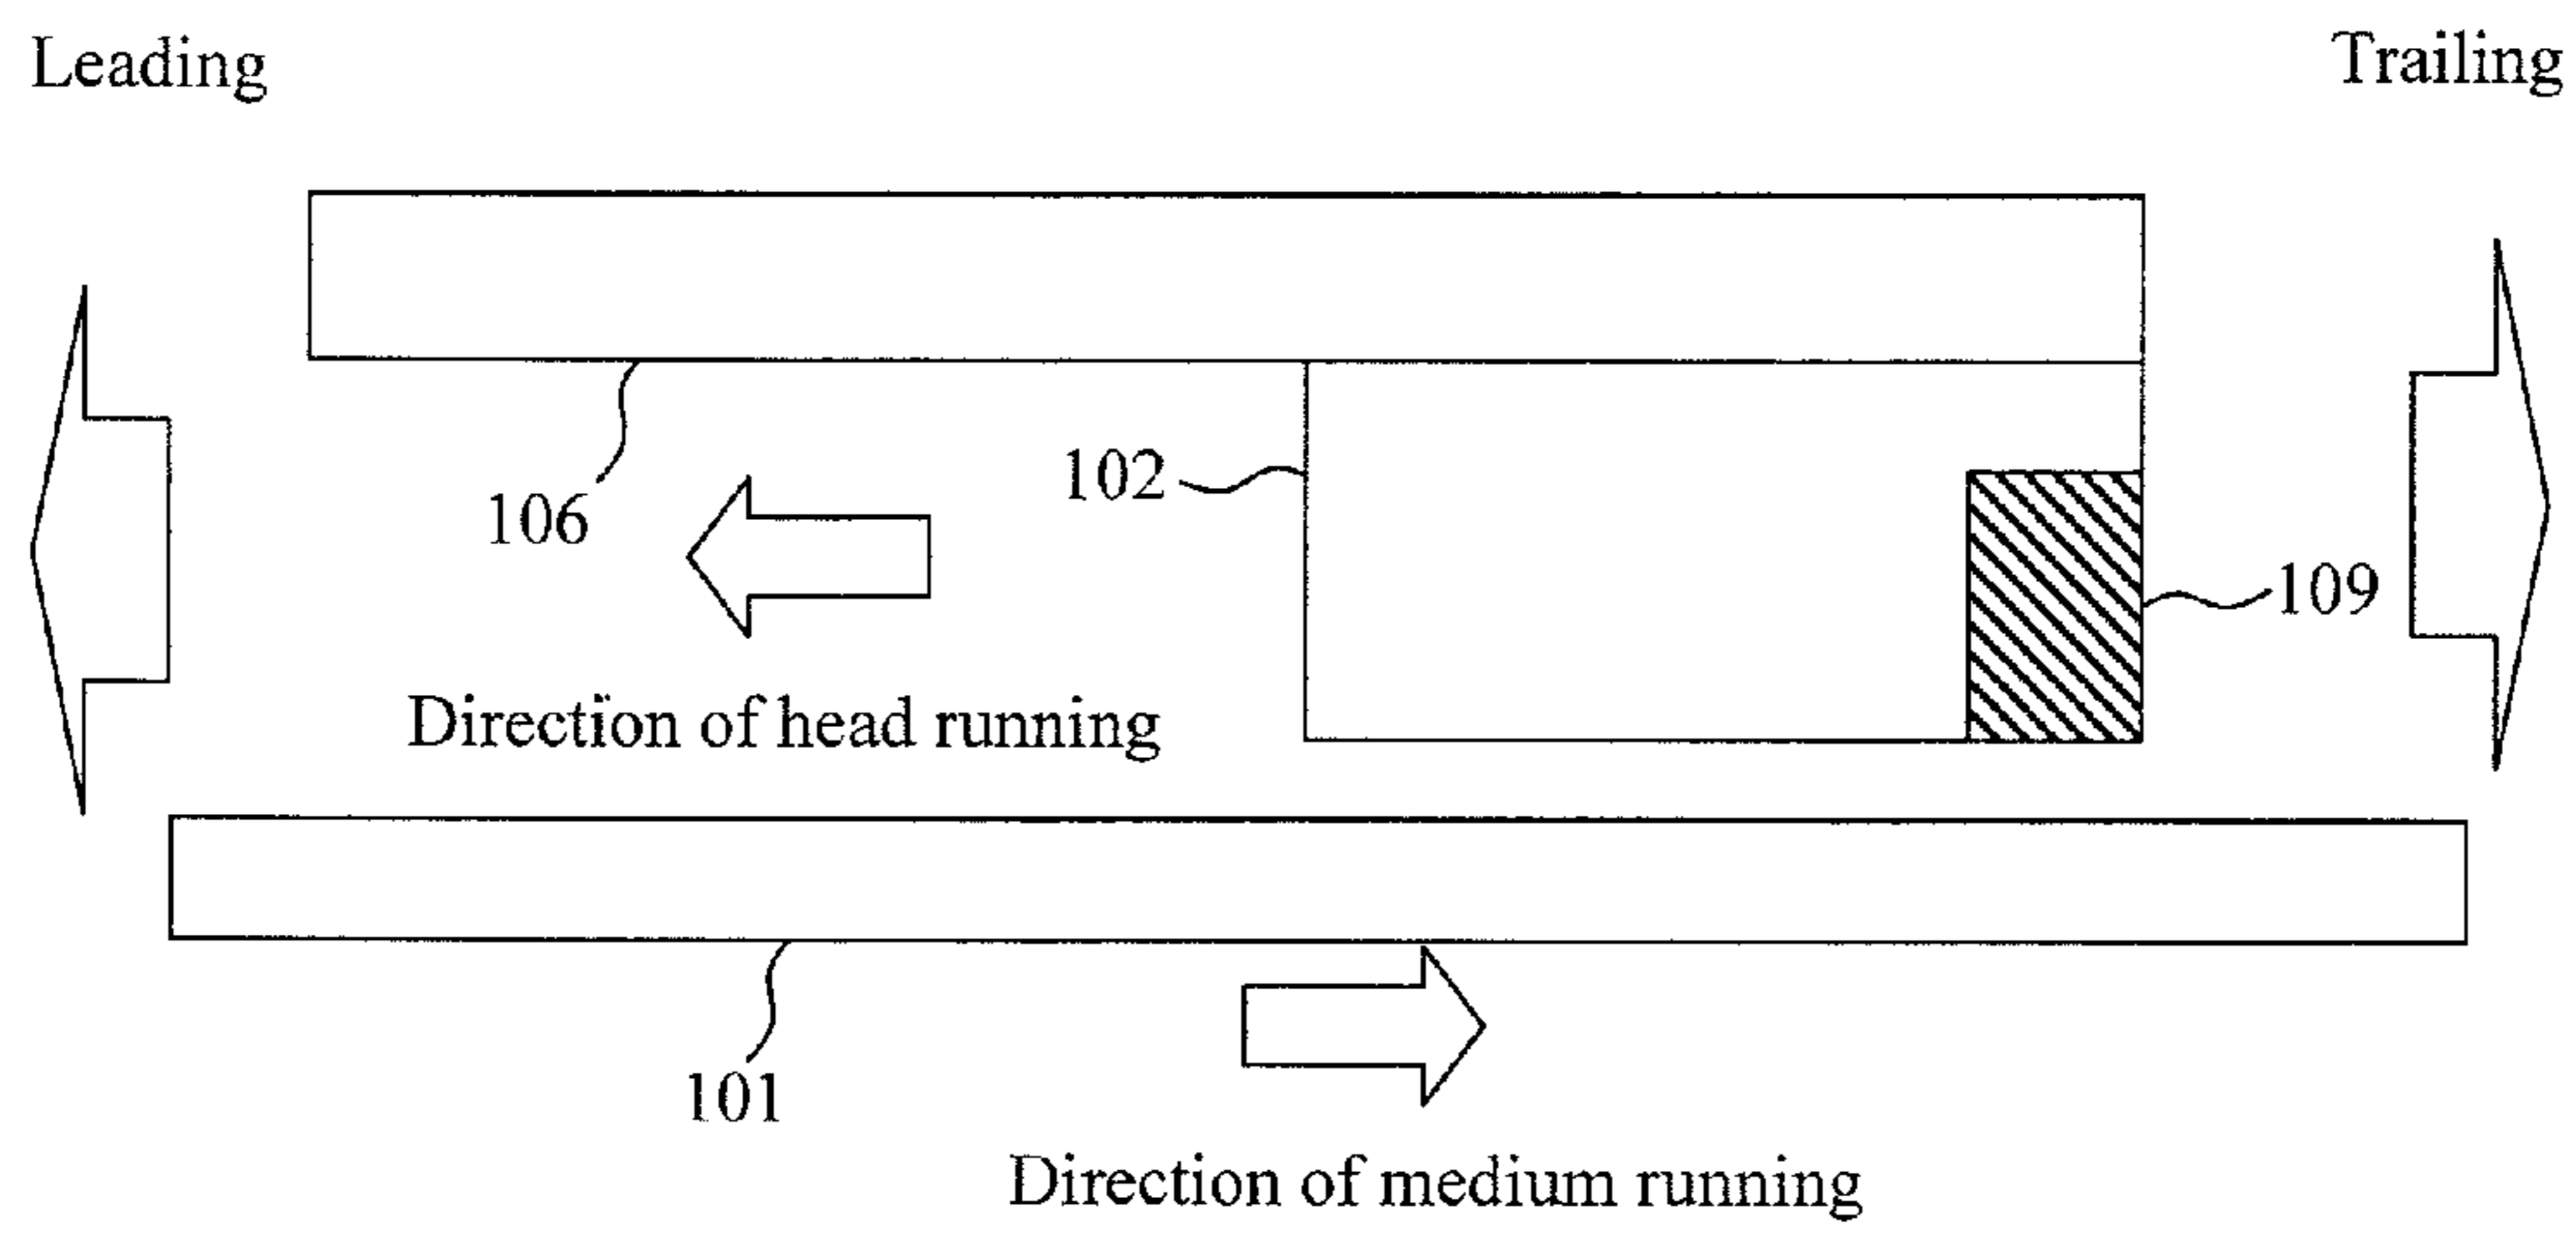 Leading
Trailing
102
106
109
Direction of head running
101
Direction of medium running